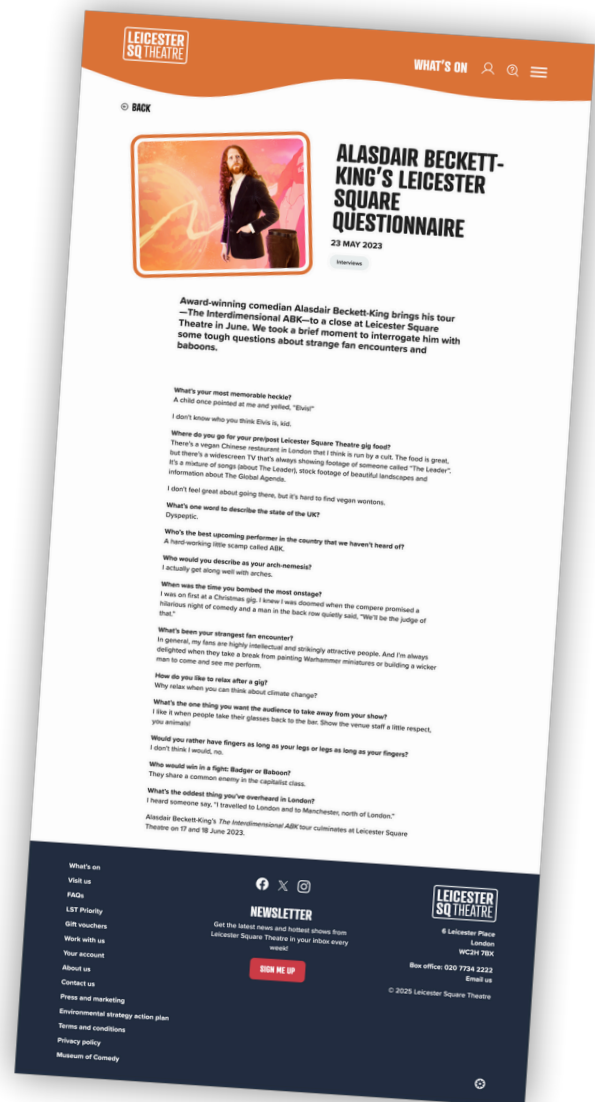 LEICESTER
SQ THEATRE
WHAT'S ON
BACK
ALASDAIR BECKETT-
KING'S LEICESTER
SQUARE
QUESTIONNAIRE
23 MAY 2023
Interviews
Award-winning comedian Alasdair Beckett-King brings his tour
—The Interdimensional ABK—to a close at Leicester Square
Theatre in June. We took a brief moment to interrogate him with
some tough questions about strange fan encounters and
baboons.
What's your most memorable heckle?
A child once pointed at me and yelled, "Elvis!"
I don't know who you think Elvis is, kid.
Where do you go for your pre/post Leicester Square Theatre gig food?
There's a vegan Chinese restaurant in London that I think is run by a cult. The food is great,
but there's a widescreen TV that's always showing footage of someone called "The Leader".
It's a mixture of songs (about The Leader), stock footage of beautiful landscapes and
information about The Global Agenda.
I don't feel great about going there, but it's hard to find vegan wontons.
What's one word to describe the state of the UK?
Dyspeptic.
Who's the best upcoming performer in the country that we haven't heard of?
A hard-working little scamp called ABK.
Who would you describe as your arch-nemesis?
I actually get along well with arches.
When was the time you bombed the most onstage?
I was on first at a Christmas gig. I knew I was doomed when the compere promised a
hilarious night of comedy and a man in the back row quietly said, "We'll be the judge of
that."
What's been your strangest fan encounter?
In general, my fans are highly intellectual and strikingly attractive people. And I'm always
delighted when they take a break from painting Warhammer miniatures or building a wicker
man to come and see me perform.
How do you like to relax after a gig?
Why relax when you can think about climate change?
What's the one thing you want the audience to take away from your show?
I like it when people take their glasses back to the bar. Show the venue staff a little respect,
you animals!
Would you rather have fingers as long as your legs or legs as long as your fingers?
I don't think I would, no.
Who would win in a fight: Badger or Baboon?
They share a common enemy in the capitalist class.
What's the oddest thing you've overheard in London?
I heard someone say, "I travelled to London and to Manchester, north of London."
Alasdair Beckett-King's The Interdimensional ABK tour culminates at Leicester Square
Theatre on 17 and 18 June 2023.
What's on
Visit us
FAQs
LST Priority
Gift vouchers
Work with us
Your account
About us
Contact us
Press and marketing
Environmental strategy action plan
Terms and conditions
Privacy policy
Museum of Comedy
NEWSLETTER
Get the latest news and hottest shows from
Leicester Square Theatre in your inbox every
week!
SIGN ME UP
LEICESTER
SQ THEATRE
6 Leicester Place
London
WC2H 7BX
Box office: 020 7734 2222
Email us
© 2025 Leicester Square Theatre